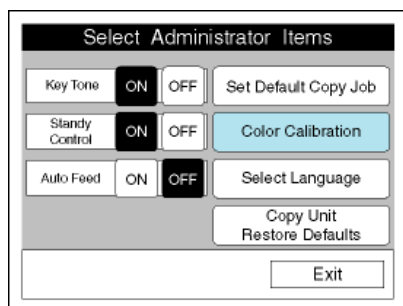 Select Administrator Items
Key Tone ON OFF Set Default Copy Job
Standy
Control ON OFF Color Calibration
Auto Feed ON OFF Select Language
Copy Unit
Restore Defaults
Exit